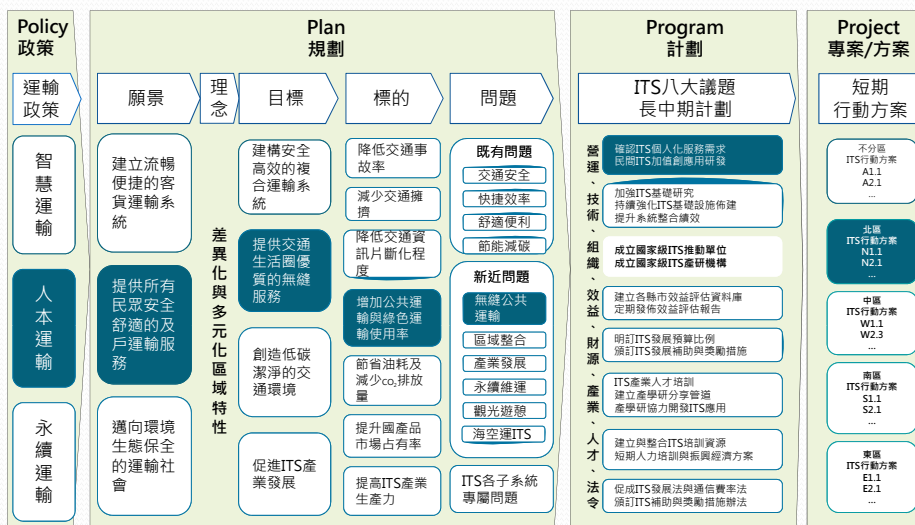 Policy
政策
Plan
規劃
Program
計劃
Project
專案/方案
運輸
政策
願景
理
念
目標
標的
問題
ITS八大議題
長中期計劃
短期
行動方案
智慧運輸
人本運輸
永續運輸
建立流暢
便捷的客
貨運輸系
統
提供所有
民眾安全
舒適的及
戶運輸服
務
邁向環境
生態保全
的運輸社
會
差異化與多元化區域特性
建構安全
高效的複
合運輸系
統
提供交通
生活圈優
質的無縫
服務
創造低碳
潔淨的交
通環境
促進ITS產
業發展
降低交通事
故率
減少交通擁
擠
降低交通資
訊片斷化程
度
增加公共運
輸與綠色運
輸使用率
節省油耗及
減少co₂排放
量
提升國產品
市場占有率
提高ITS產業
生產力
既有問題
交通安全
快捷效率
舒適便利
節能減碳
新近問題
無縫公共
運輸
區域整合
產業發展
永續維運
觀光遊憩
海空運ITS
ITS各子系統
專屬問題
營運、技術、組織、效益、財源、產業、人才、法令
確認ITS個人化服務需求
民間ITS加值創應用研發
加強ITS基礎研究
持續強化ITS基礎設施佈建
提升系統整合績效
成立國家級ITS推動單位
成立國家級ITS產研機構
建立各縣市效益評估資料庫
定期發佈效益評估報告
明訂ITS發展預算比例
頒訂ITS發展補助與獎勵措施
ITS產業人才培訓
建立產學研分享管道
產學研協力開發ITS應用
建立與整合ITS培訓資源
短期人力培訓與振興經濟方案
促成ITS發展法與通信費率法
頒訂ITS補助與獎勵措施辦法
不分區
ITS行動方案
A1.1
A2.1
...
北區
ITS行動方案
N1.1
N2.1
...
中區
ITS行動方案
W1.1
W2.3
...
南區
ITS行動方案
S1.1
S2.1
...
東區
ITS行動方案
E1.1
E2.1
...